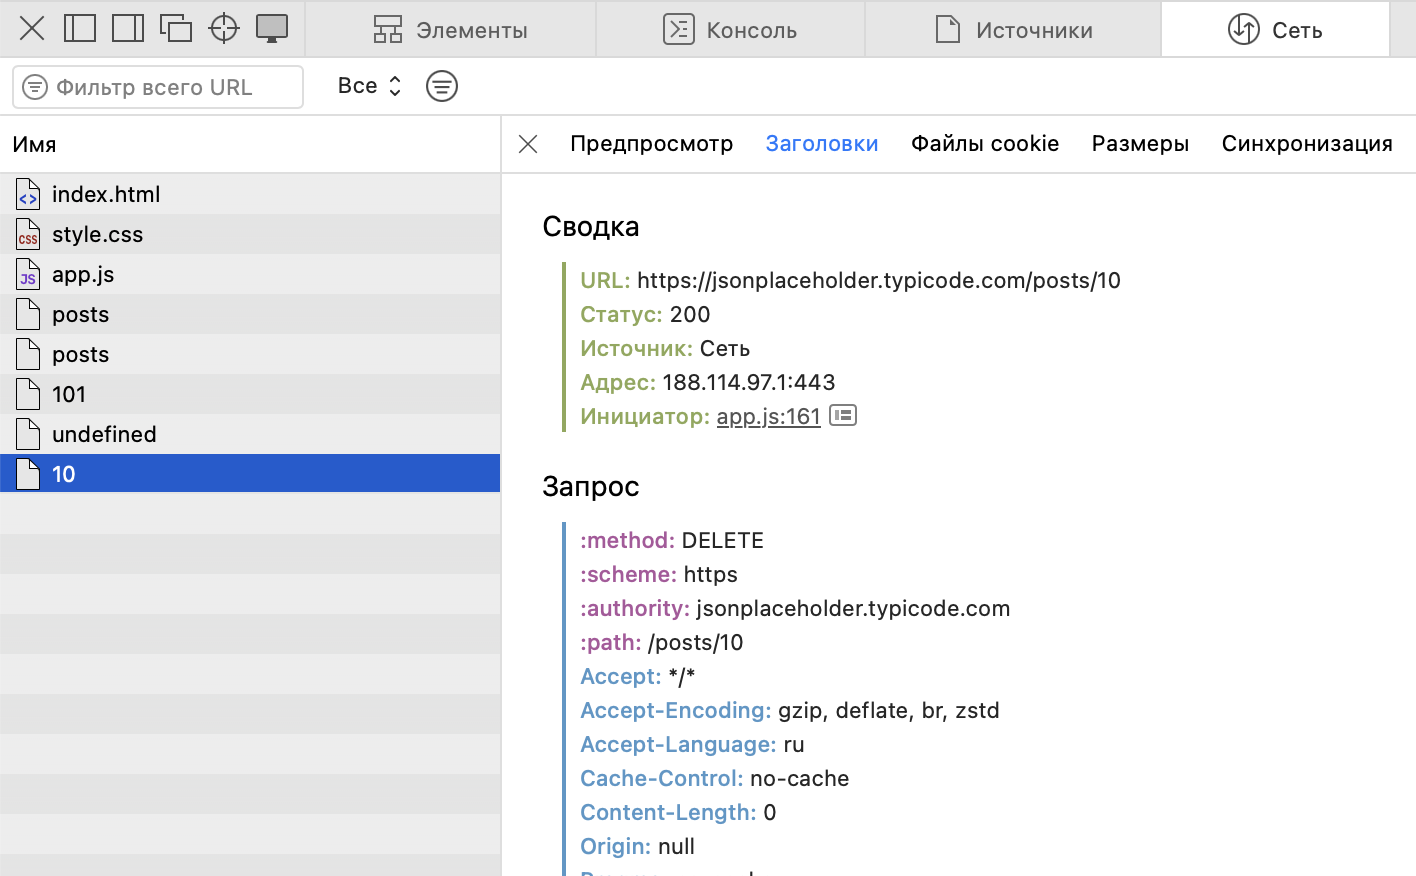 Элементы
Консоль
Источники
Сеть
Фильтр всего URL
Все
Имя
Предпросмотр
Заголовки
Файлы cookie
Размеры
Синхронизация
<> index.html
CSS style.css
JS app.js
posts
posts
101
undefined
10
Сводка
URL: https://jsonplaceholder.typicode.com/posts/10
Статус: 200
Источник: Сеть
Адрес: 188.114.97.1:443
Инициатор: app.js:161
Запрос
:method: DELETE
:scheme: https
:authority: jsonplaceholder.typicode.com
:path: /posts/10
Accept: */*
Accept-Encoding: gzip, deflate, br, zstd
Accept-Language: ru
Cache-Control: no-cache
Content-Length: 0
Origin: null